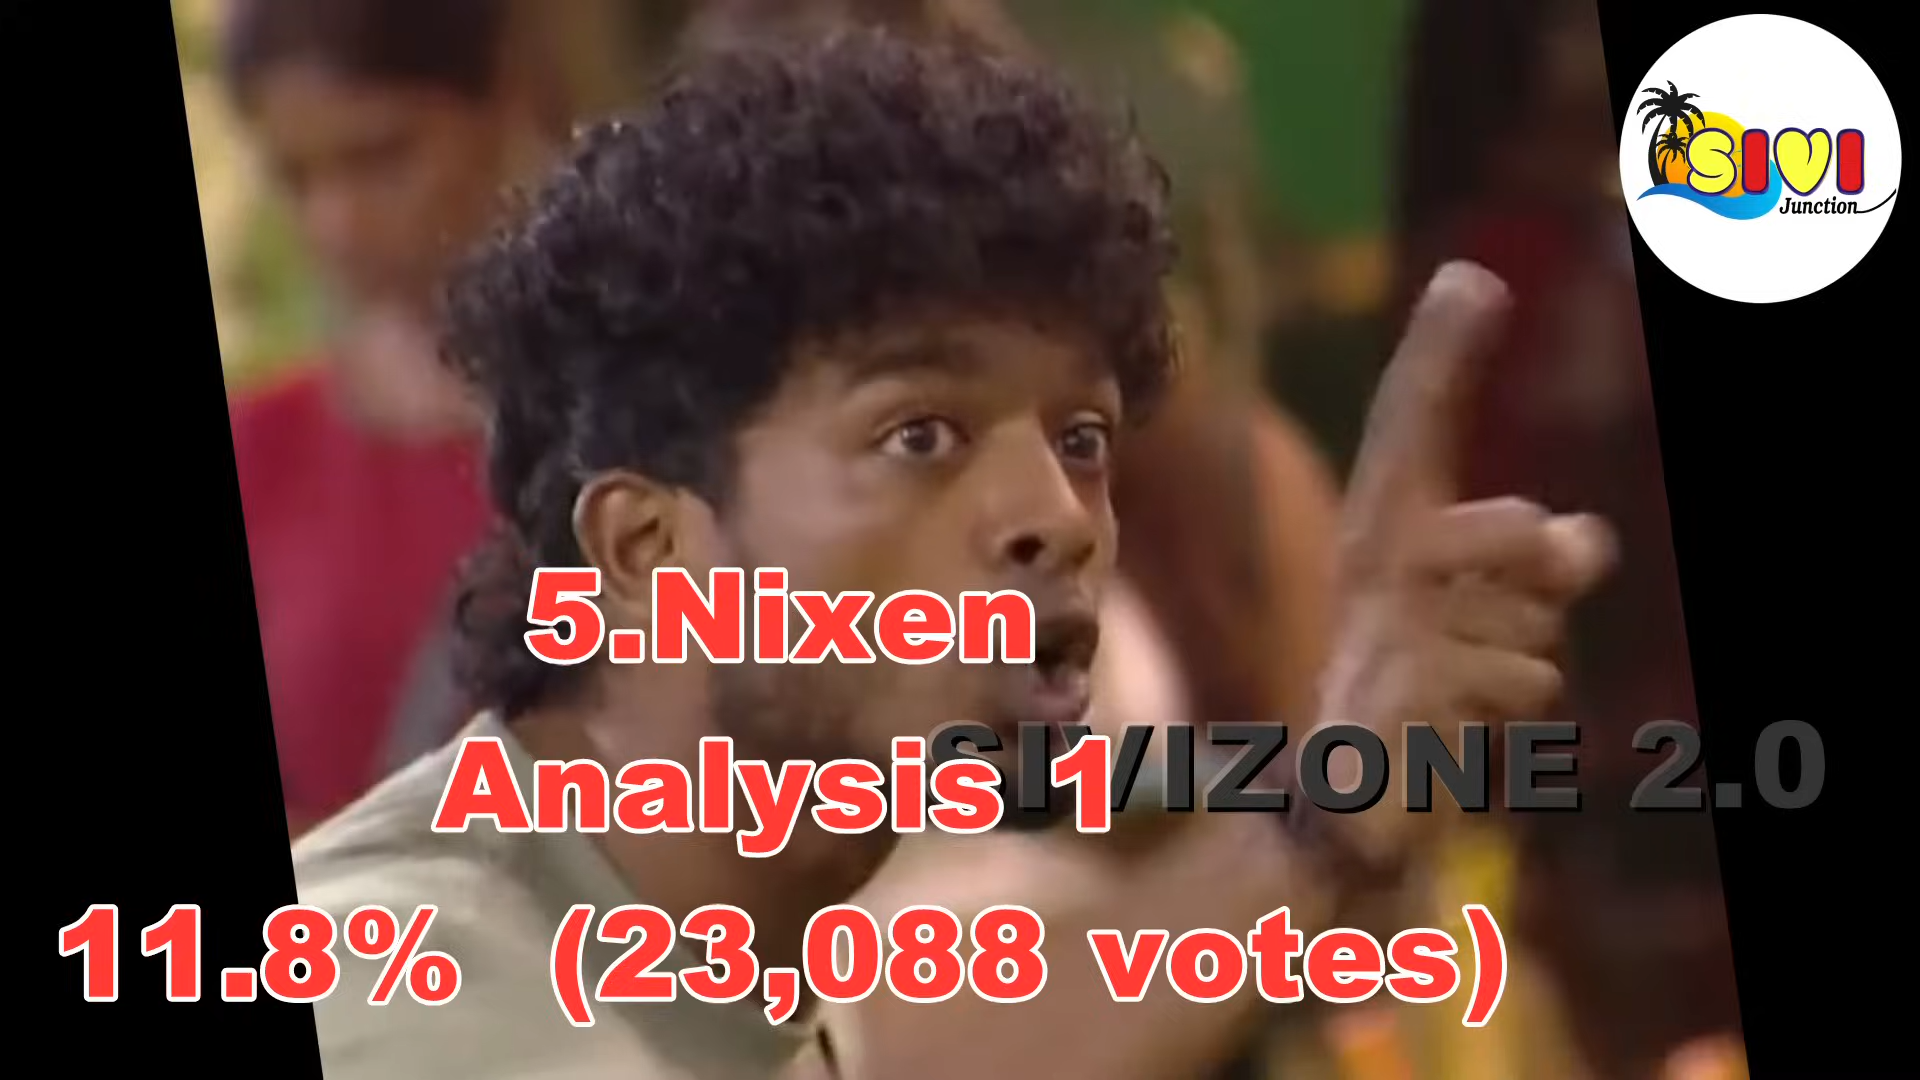 SIVI
Junction
5.Nixen
SIVIZONE 2.0
Analysis 1
11.8% (23,088 votes)